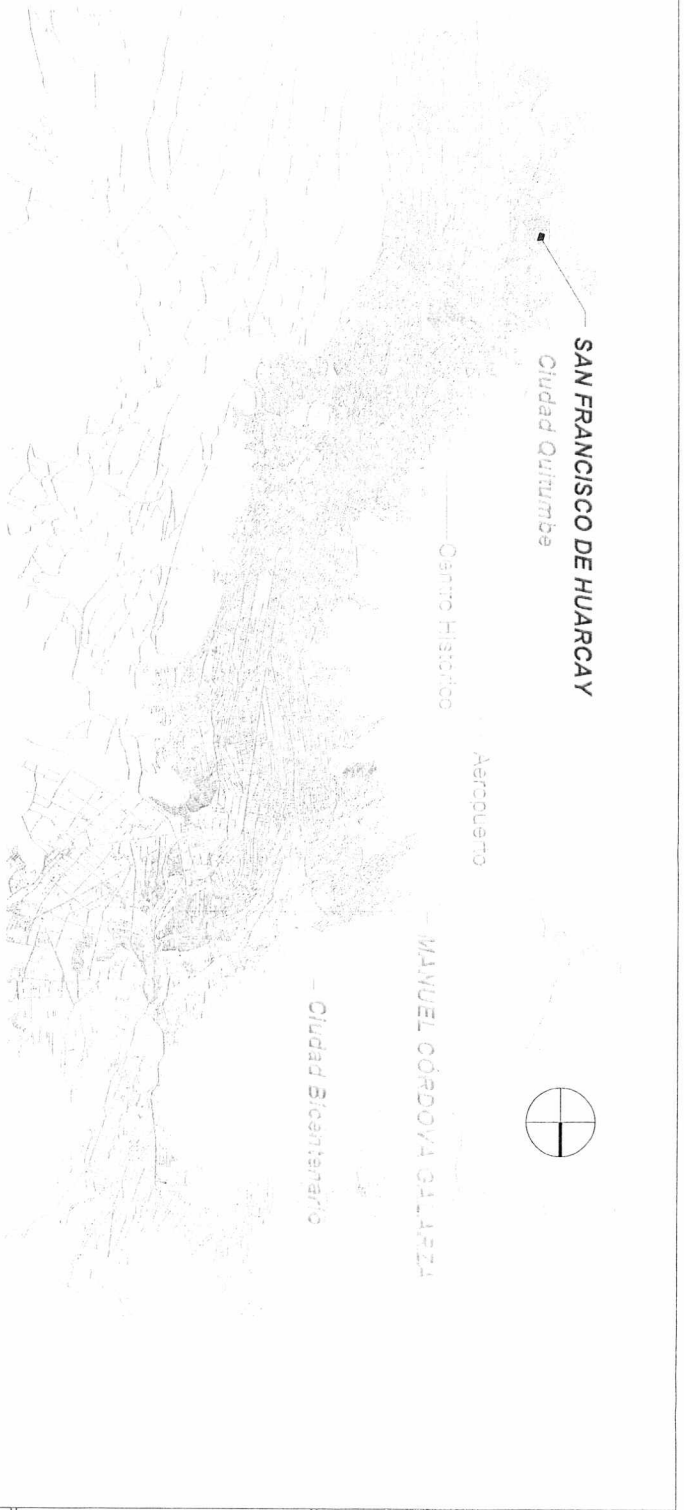 SAN FRANCISCO DE HUARCAY
Ciudad Quitumbe
Centro Histórico
Aeropuerto
MANUEL CÓRDOVA GALARZA
Ciudad Bicentenario